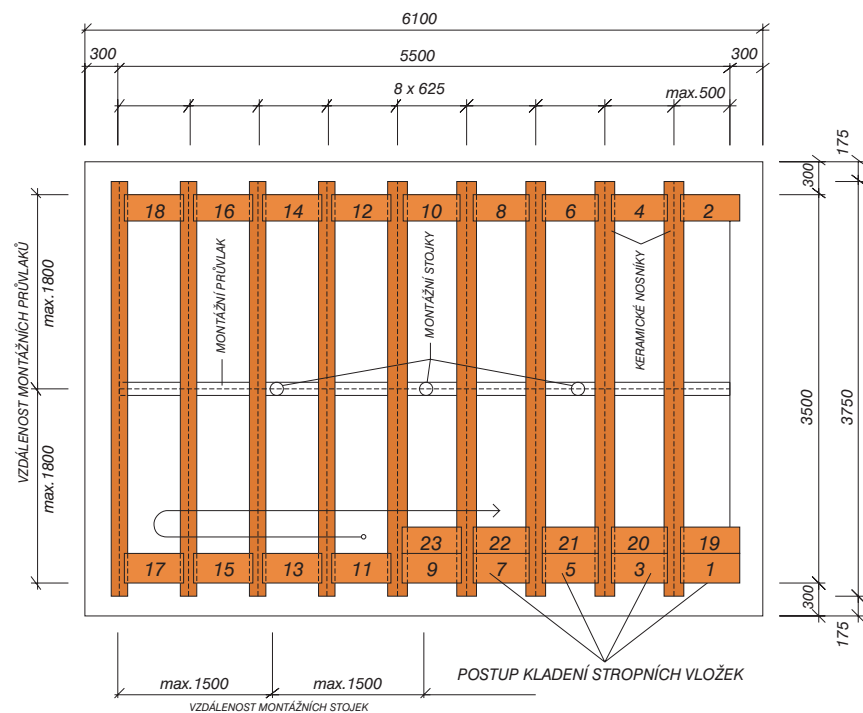 6100
300 5500 300
8 x 625 max.500
175
300
18 16 14 12 10 8 6 4 2
VZDÁLENOST MONTÁŽNÍCH PRŮVLAKŮ
max.1800
MONTÁŽNÍ PRŮVLAK
MONTÁŽNÍ STOJKY
KERAMICKÉ NOSNÍKY
3500
3750
max.1800
23 22 21 20 19
17 15 13 11 9 7 5 3 1
300
175
POSTUP KLADENÍ STROPNÍCH VLOŽEK
max.1500 max.1500
VZDÁLENOST MONTÁŽNÍCH STOJEK